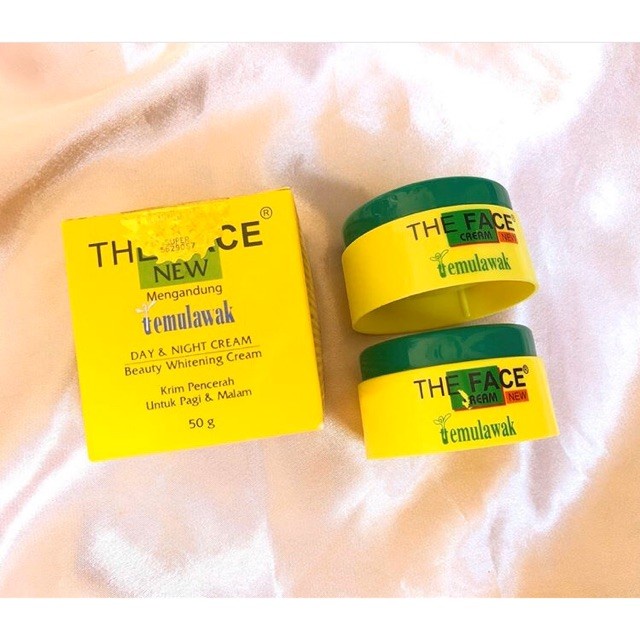 THE FACE®
SUPER
NEW
Mengandung
temulawak
DAY & NIGHT CREAM
Beauty Whitening Cream
Krim Pencerah
Untuk Pagi & Malam
50 g
THE FACE®
CREAM NEW
temulawak
THE FACE®
CREAM NEW
temulawak